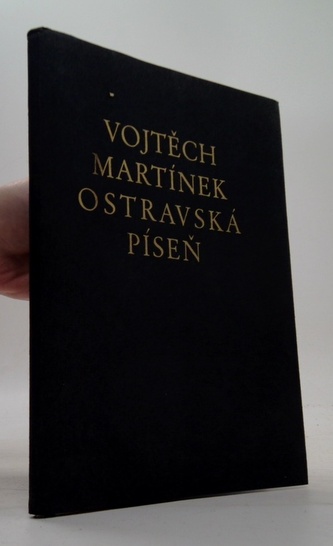 VOJTĚCH
MARTÍNEK
OSTRAVSKÁ
PÍSEŇ